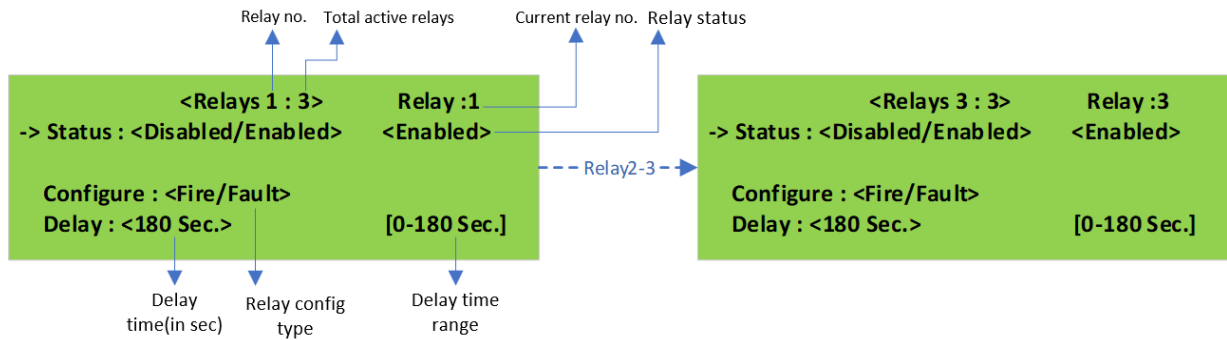 Relay no. Total active relays Current relay no. Relay status
<Relays 1 : 3> Relay :1
-> Status : <Disabled/Enabled> <Enabled>
Configure : <Fire/Fault>
Delay : <180 Sec.> [0-180 Sec.]
Relay2-3
<Relays 3 : 3> Relay :3
-> Status : <Disabled/Enabled> <Enabled>
Configure : <Fire/Fault>
Delay : <180 Sec.> [0-180 Sec.]
Delay
time(in sec)
Relay config
type
Delay time
range